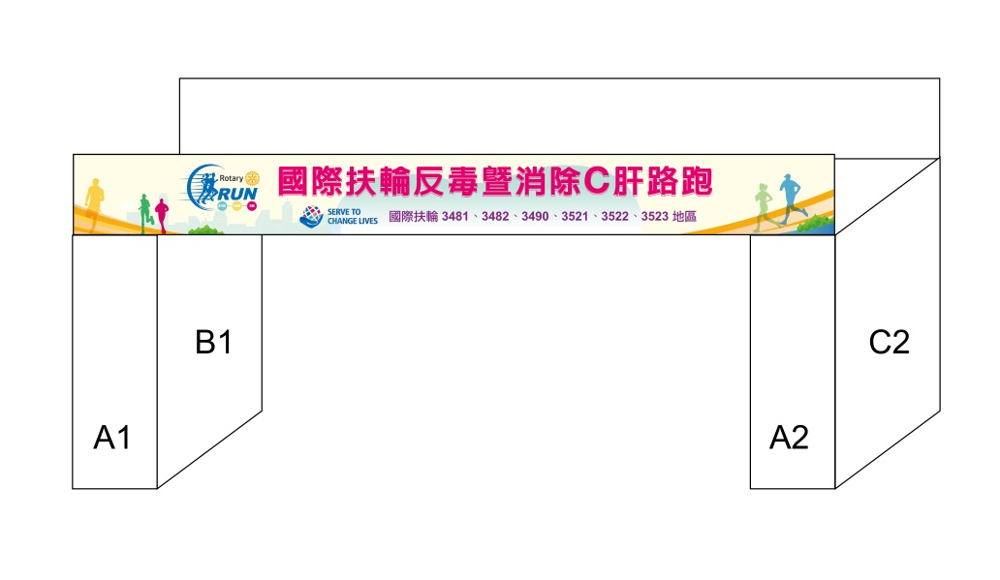 Rotary
RUN
國際扶輪反毒暨消除C肝路跑
SERVE TO
CHANGE LIVES
國際扶輪 3481、3482、3490、3521、3522、3523 地區
B1
C2
A1
A2